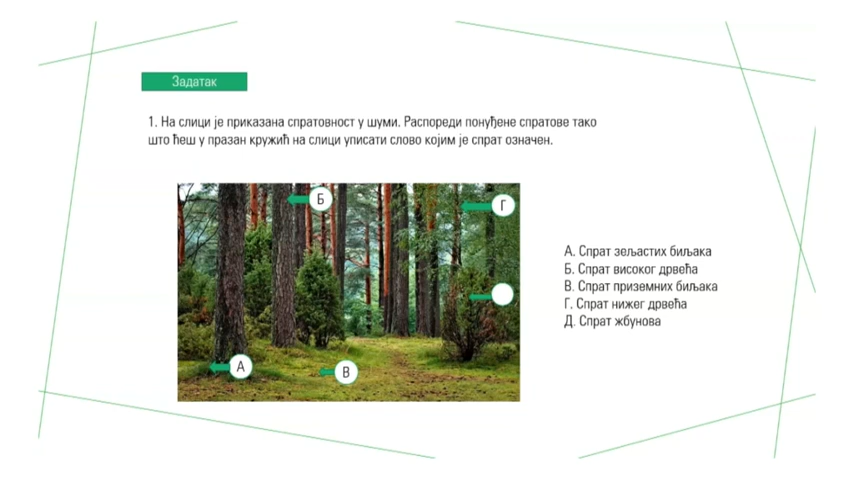 Задатак
1. На слици је приказана спратовност у шуми. Распореди понуђене спратове тако
што ћеш у празан кружић на слици уписати слово којим је спрат означен.
Б
Г
А
В
А. Спрат зељастих биљака
Б. Спрат високог дрвећа
В. Спрат приземних биљака
Г. Спрат нижег дрвећа
Д. Спрат жбунова